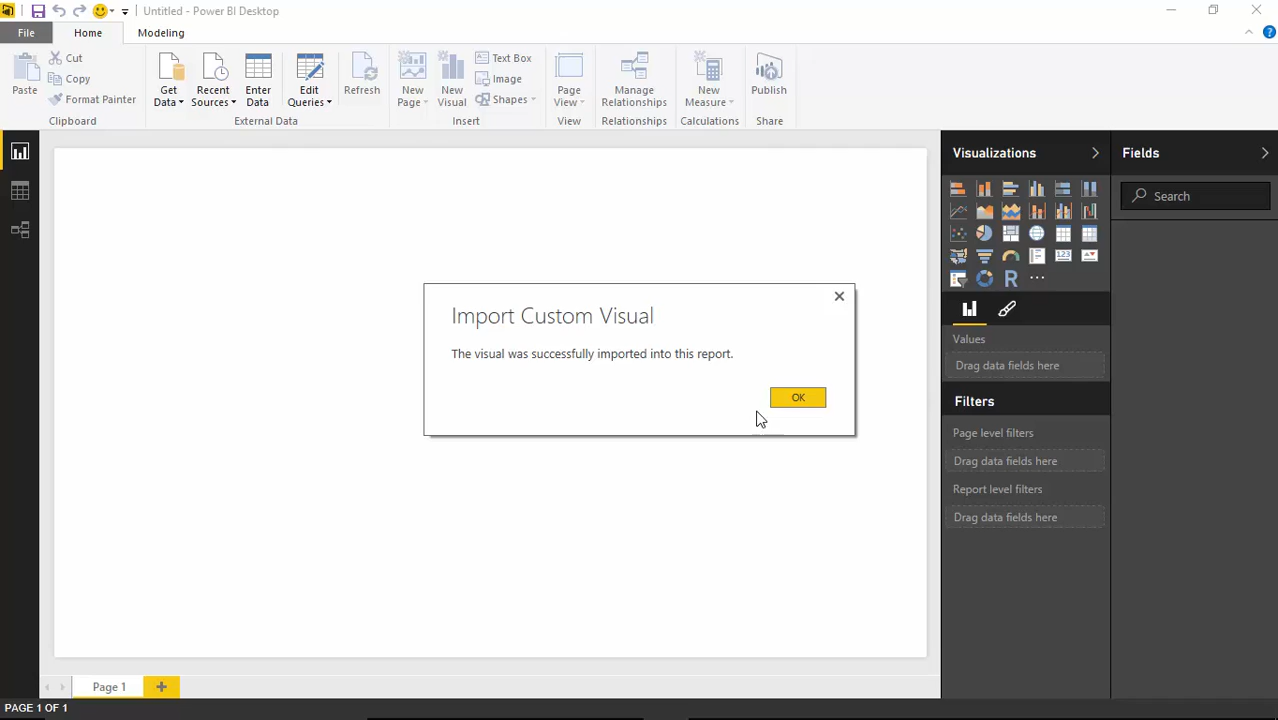 Untitled - Power BI Desktop
File
Home
Modeling
Paste
Cut
Copy
Format Painter
Clipboard
Get Data
Recent Sources
Enter Data
Edit Queries
Refresh
External Data
New Page
New Visual
Text Box
Image
Shapes
Insert
Page View
View
Manage Relationships
Relationships
New Measure
Calculations
Publish
Share
Visualizations
Fields
Search
123
R
Values
Drag data fields here
Filters
Page level filters
Drag data fields here
Report level filters
Drag data fields here
Import Custom Visual
The visual was successfully imported into this report.
OK
Page 1
PAGE 1 OF 1